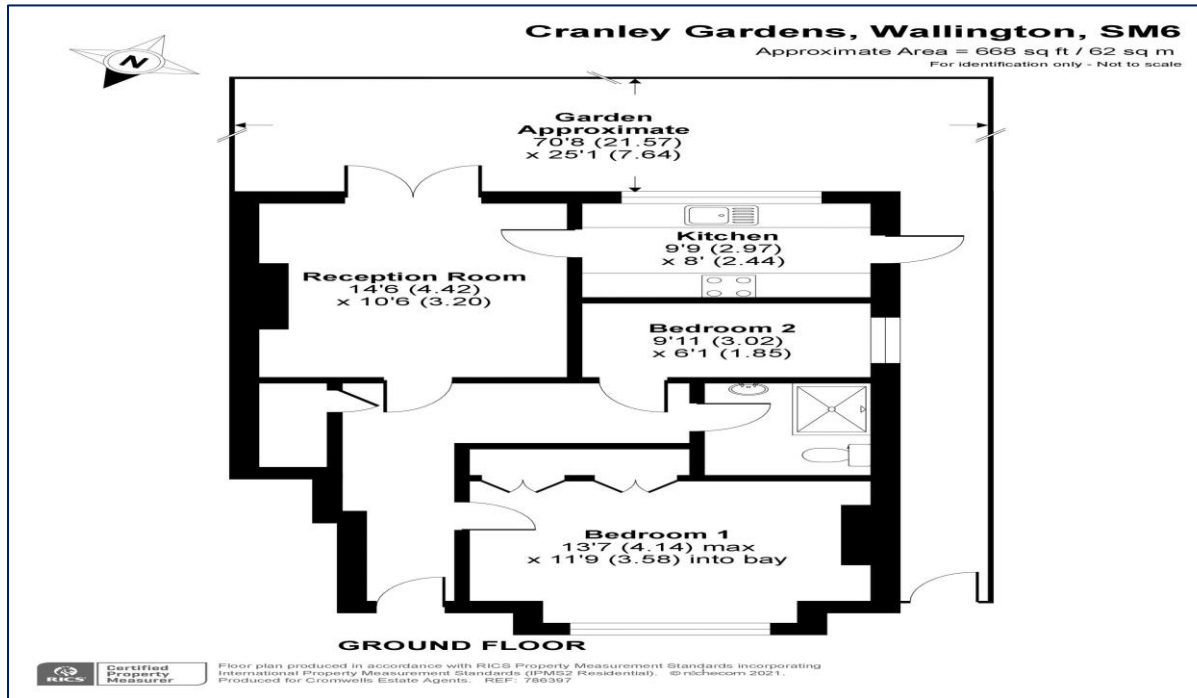 Cranley Gardens, Wallington, SM6
Approximate Area = 668 sq ft / 62 sq m
For identification only - Not to scale
N
Garden
Approximate
70'8 (21.57)
x 25'1 (7.64)
Kitchen
9'9 (2.97)
x 8' (2.44)
Reception Room
14'6 (4.42)
x 10'6 (3.20)
Bedroom 2
9'11 (3.02)
x 6'1 (1.85)
Bedroom 1
13'7 (4.14) max
x 11'9 (3.58) into bay
GROUND FLOOR
RICS
Certified
Property
Measurer
Floor plan produced in accordance with RICS Property Measurement Standards incorporating
International Property Measurement Standards (IPMS2 Residential). ©nichecom 2021.
Produced for Cromwells Estate Agents. REF: 786397